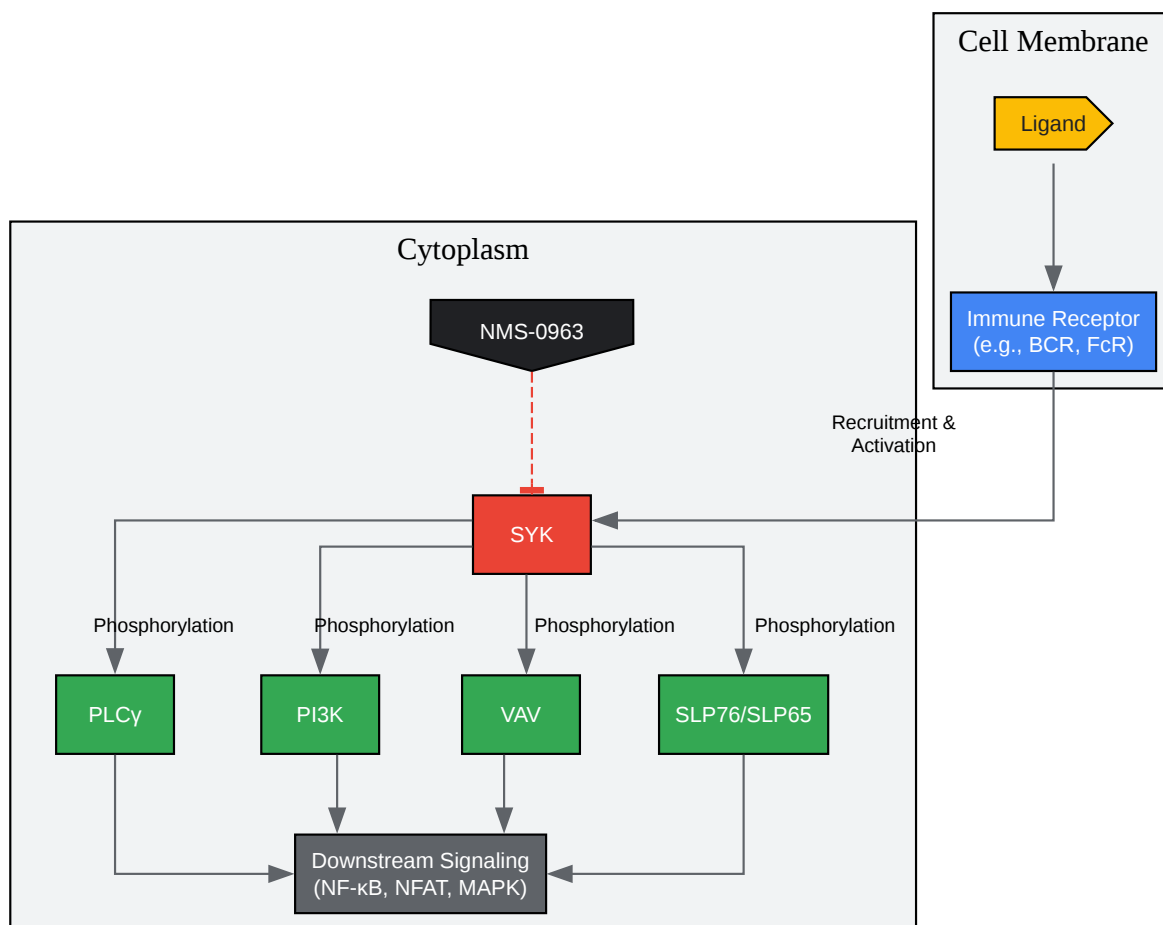 Cell Membrane
Ligand
Immune Receptor
(e.g., BCR, FcR)
Cytoplasm
NMS-0963
Recruitment &
Activation
SYK
Phosphorylation
Phosphorylation
Phosphorylation
Phosphorylation
PLCγ
PI3K
VAV
SLP76/SLP65
Downstream Signaling
(NF-κB, NFAT, MAPK)